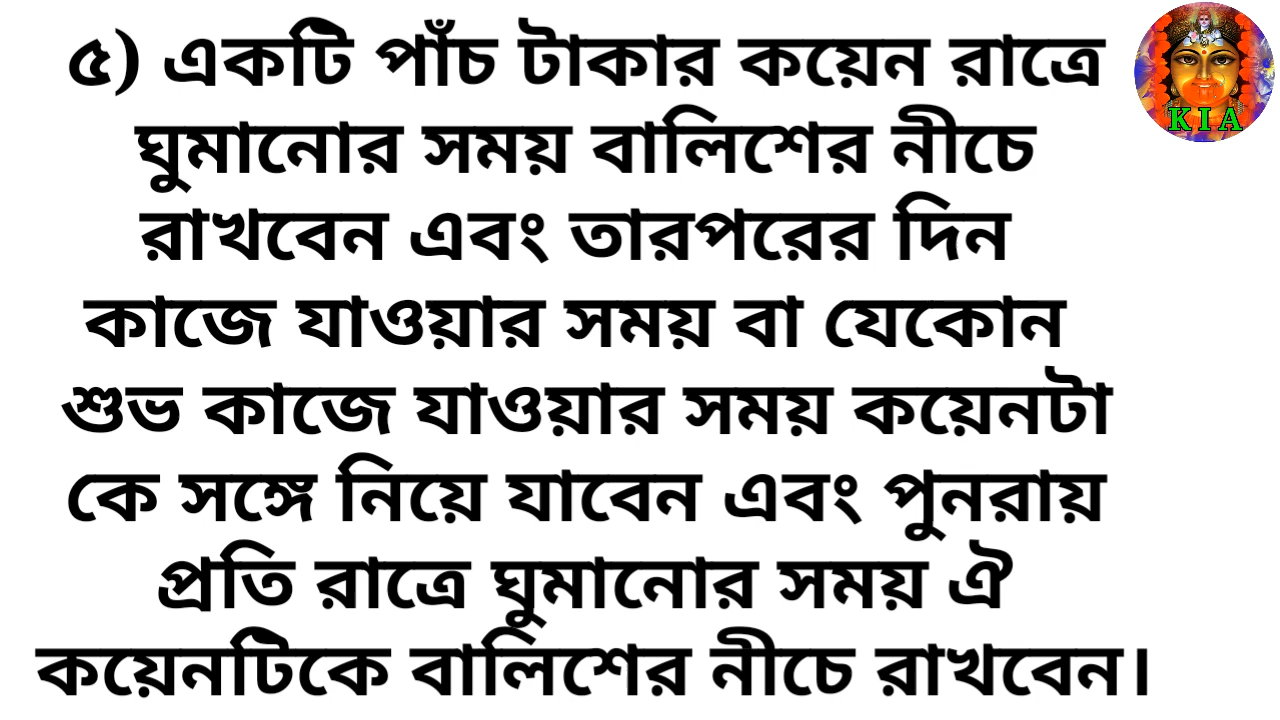 ৫) একটি পাঁচ টাকার কয়েন রাত্রে
ঘুমানোর সময় বালিশের নীচে
রাখবেন এবং তারপরের দিন
কাজে যাওয়ার সময় বা যেকোন
শুভ কাজে যাওয়ার সময় কয়েনটা
কে সঙ্গে নিয়ে যাবেন এবং পুনরায়
প্রতি রাত্রে ঘুমানোর সময় ঐ
কয়েনটিকে বালিশের নীচে রাখবেন।
K I A